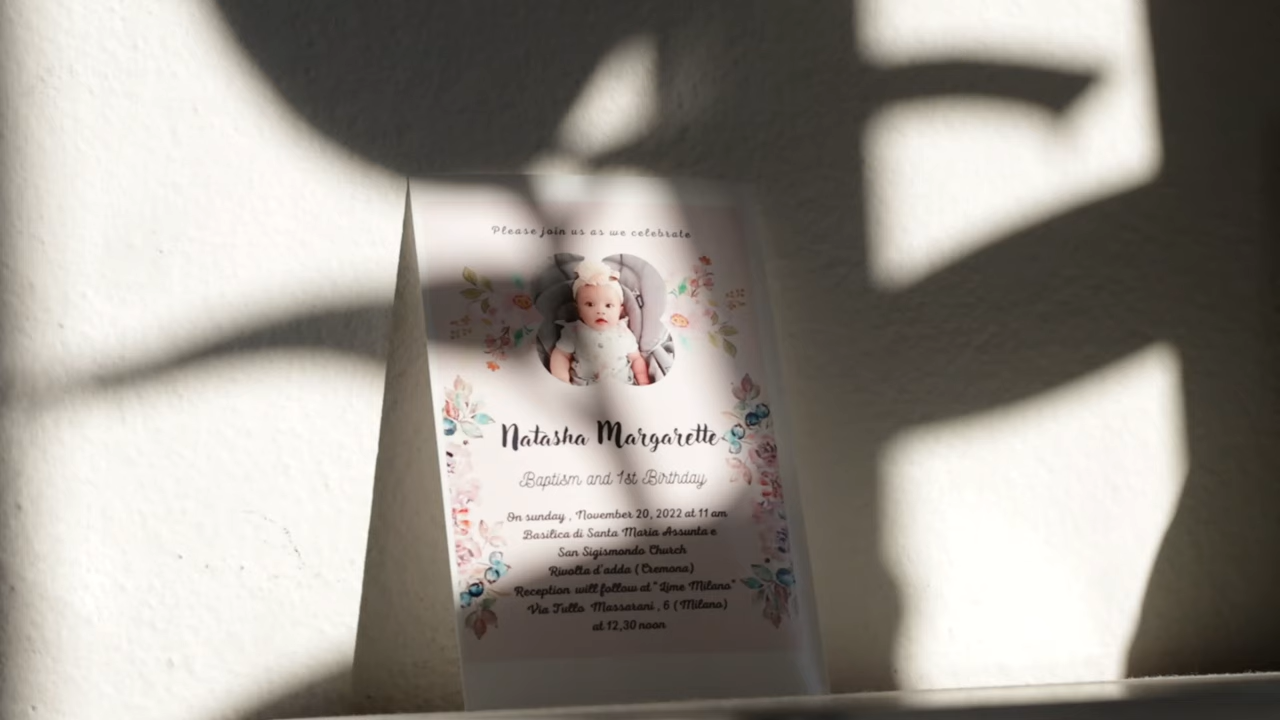 Please join us as we celebrate
Natasha Margarette
Baptism and 1st Birthday
On sunday , November 20, 2022 at 11 am
Basilica di Santa Maria Assunta e
San Sigismondo Church
Rivolta d'adda ( Cremona)
Reception will follow at "Lime Milano"
Via Tullo Massarani , 6 ( Milano)
at 12,30 noon